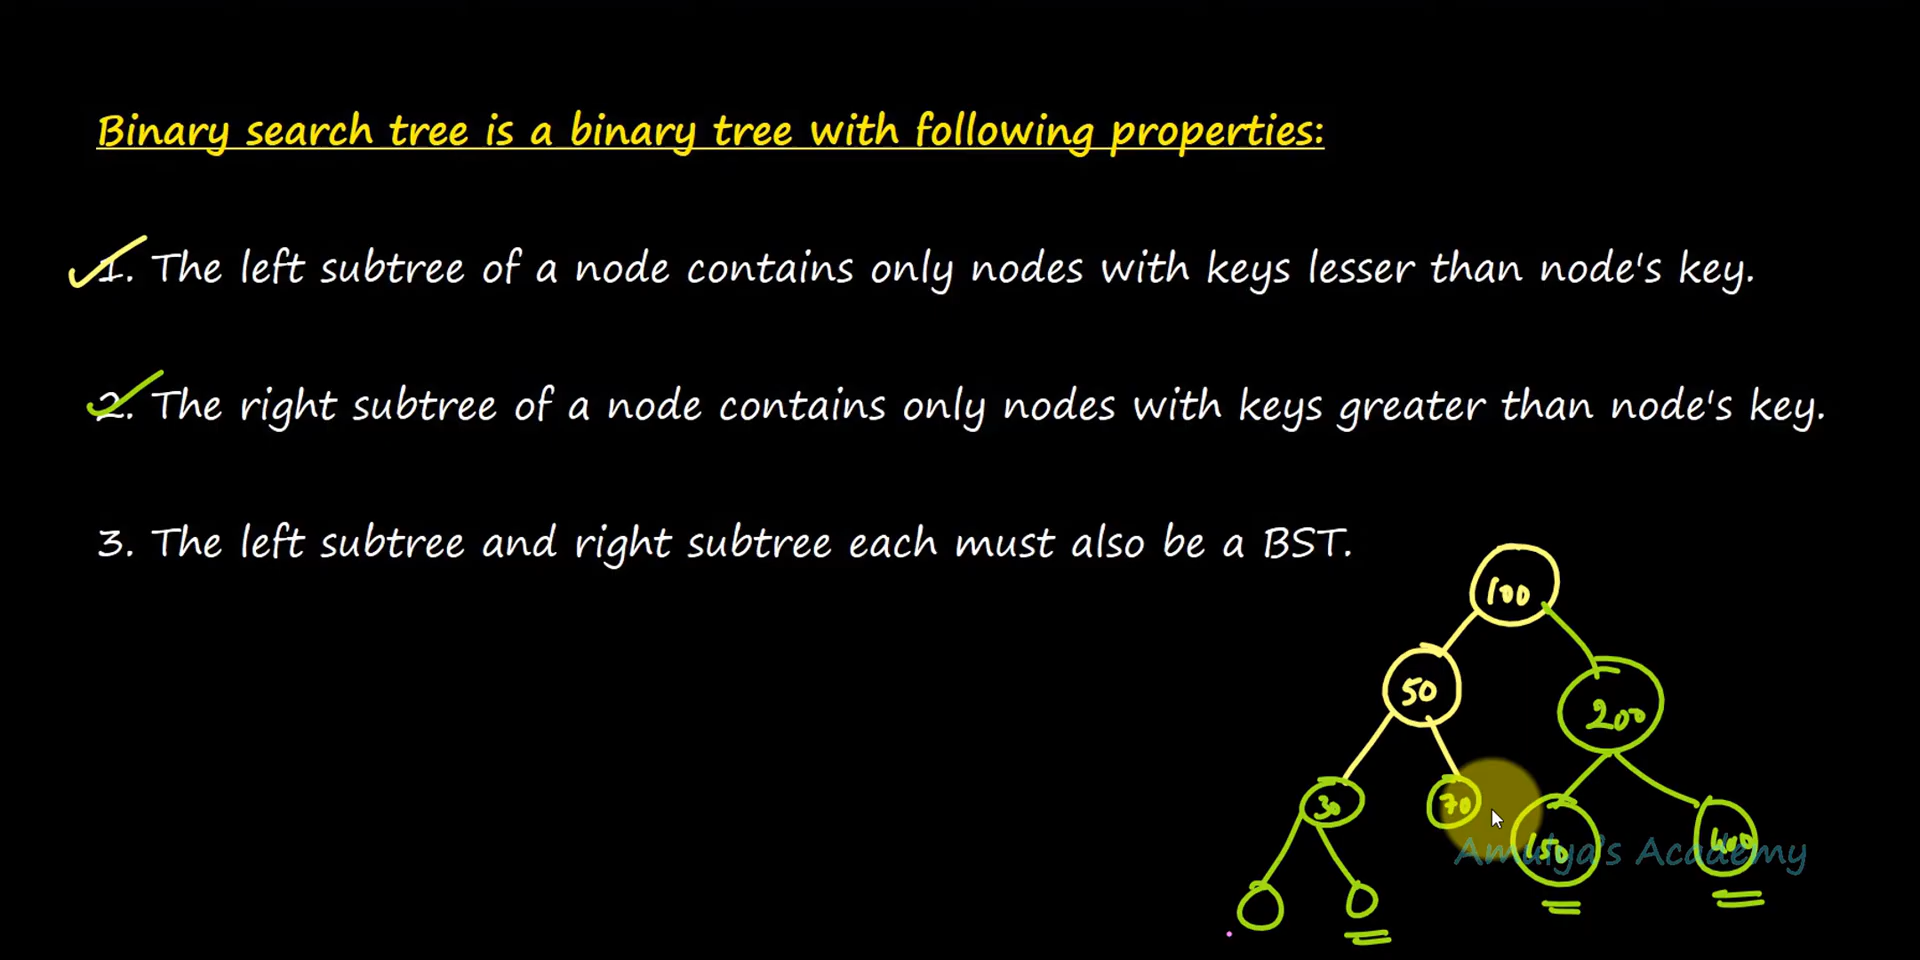 Binary search tree is a binary tree with following properties:
1. The left subtree of a node contains only nodes with keys lesser than node's key.
2. The right subtree of a node contains only nodes with keys greater than node's key.
3. The left subtree and right subtree each must also be a BST.
100
50
200
30
70
150
400
Amulya's Academy